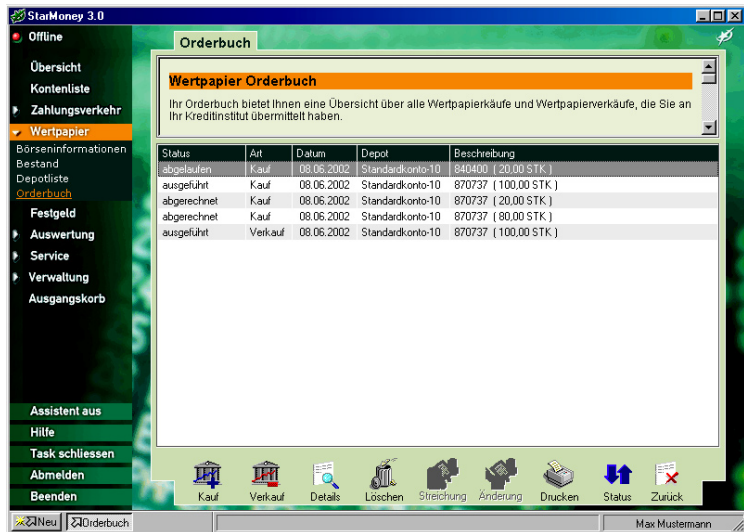 StarMoney 3.0
Offline
Übersicht
Kontenliste
Zahlungsverkehr
Wertpapier
Börseninformationen
Bestand
Depotliste
Orderbuch
Festgeld
Auswertung
Service
Verwaltung
Ausgangskorb
Assistent aus
Hilfe
Task schliessen
Abmelden
Beenden
Orderbuch
Wertpapier Orderbuch
Ihr Orderbuch bietet Ihnen eine Übersicht über alle Wertpapierkäufe und Wertpapierverkäufe, die Sie an
Ihr Kreditinstitut übermittelt haben.
Status Art Datum Depot Beschreibung
abgelaufen Kauf 08.06.2002 Standardkonto-10 840400 ( 20,00 STK )
ausgeführt Kauf 08.06.2002 Standardkonto-10 870737 ( 100,00 STK )
abgerechnet Kauf 08.06.2002 Standardkonto-10 870737 ( 20,00 STK )
abgerechnet Kauf 08.06.2002 Standardkonto-10 870737 ( 80,00 STK )
ausgeführt Verkauf 08.06.2002 Standardkonto-10 870737 ( 100,00 STK )
Kauf Verkauf Details Löschen Streichung Änderung Drucken Status Zurück
Neu Orderbuch Max Mustermann